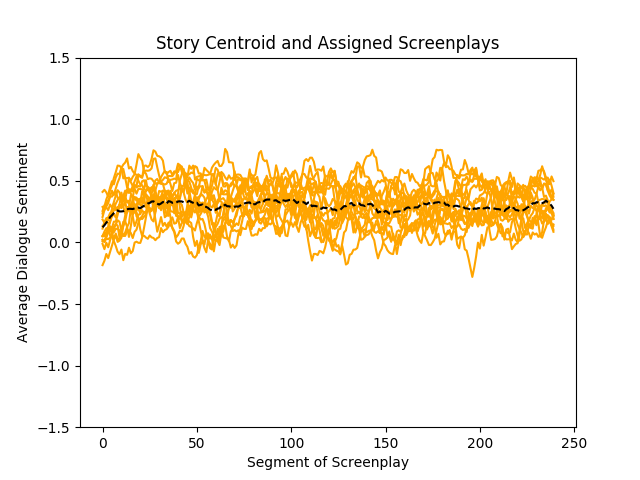 Story Centroid and Assigned Screenplays
1.5
1.0
0.5
0.0
−0.5
−1.0
−1.5
Average Dialogue Sentiment
0 50 100 150 200 250
Segment of Screenplay